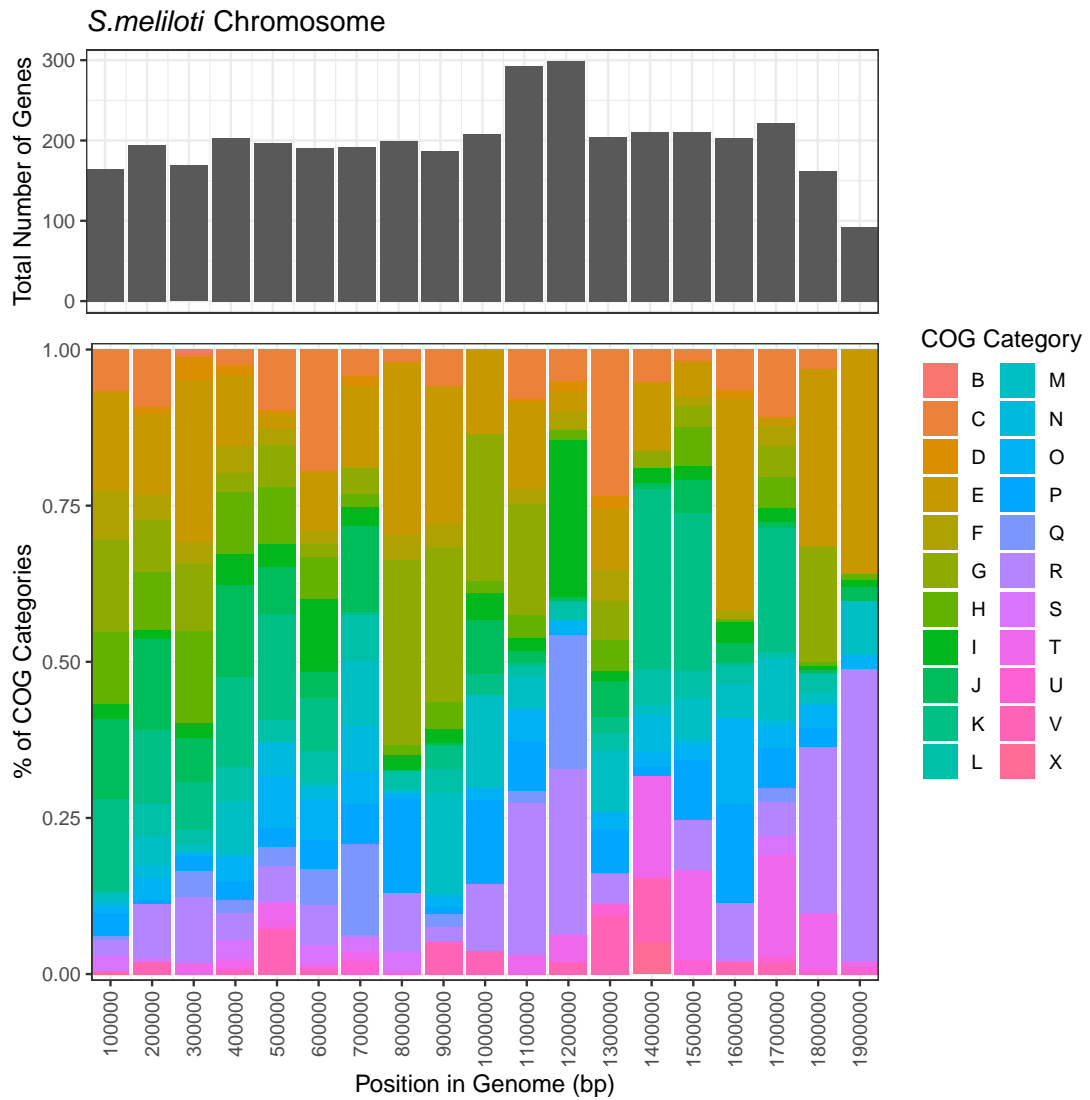 S.meliloti Chromosome
Total Number of Genes
300
200
100
0
% of COG Categories
1.00
0.75
0.50
0.25
0.00
100000
200000
300000
400000
500000
600000
700000
800000
900000
1000000
1100000
1200000
1300000
1400000
1500000
1600000
1700000
1800000
1900000
Position in Genome (bp)
COG Category
B
C
D
E
F
G
H
I
J
K
L
M
N
O
P
Q
R
S
T
U
V
X